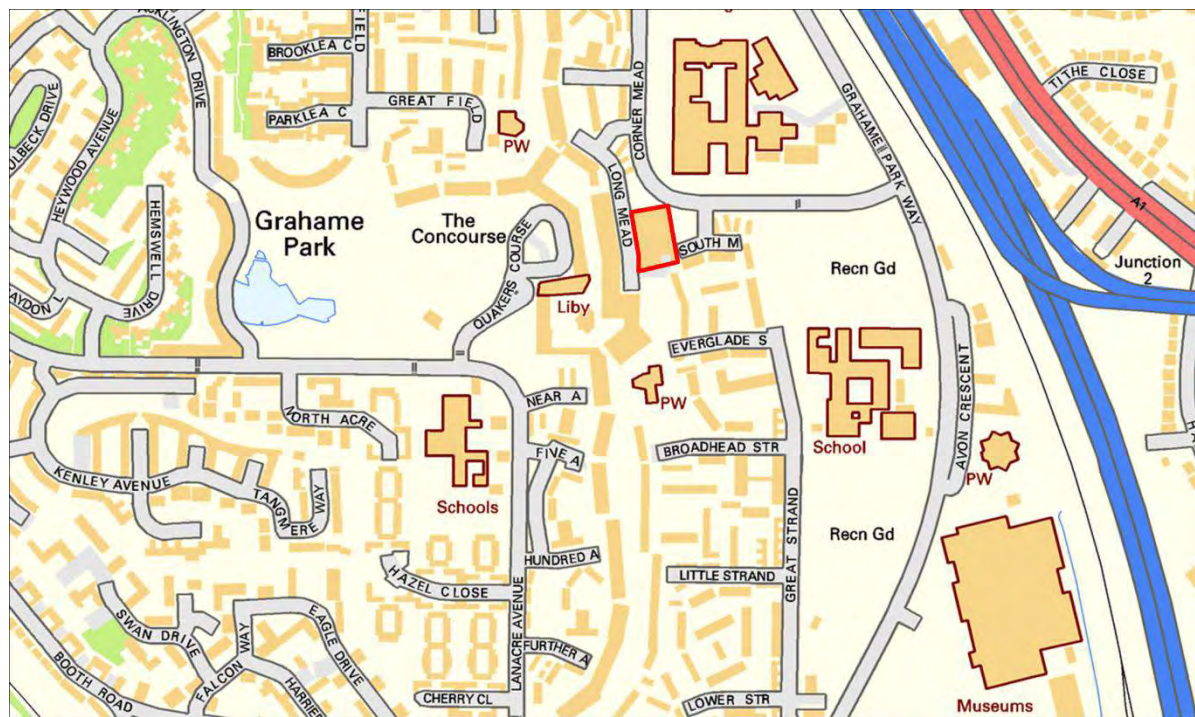 ACKLINGTON DRIVE
FIELD
BROOKLEA C
CORNER MEAD
TITHE CLOSE
GREAT FIELD
PARKLEA C
PW
GRAHAME PARK WAY
HEYWOOD AVENUE
LONG MEAD
HEMSWELL DRIVE
A1
Grahame
Park
The
Concourse
QUAKERS COURSE
SOUTH M
Recn Gd
Junction
2
Liby
EVERGLADE S
AVON CRESCENT
NEAR A
PW
NORTH ACRE
School
FIVE A
BROADHEAD STR
PW
KENLEY AVENUE
TANGMERE WAY
Schools
GREAT STRAND
Recn Gd
HUNDRED A
LITTLE STRAND
HAZEL CLOSE
LANACRE AVENUE
SWAN DRIVE
EAGLE DRIVE
FALCON WAY
FURTHER A
BOOTH ROAD
HARRIER
CHERRY CL
LOWER STR
Museums